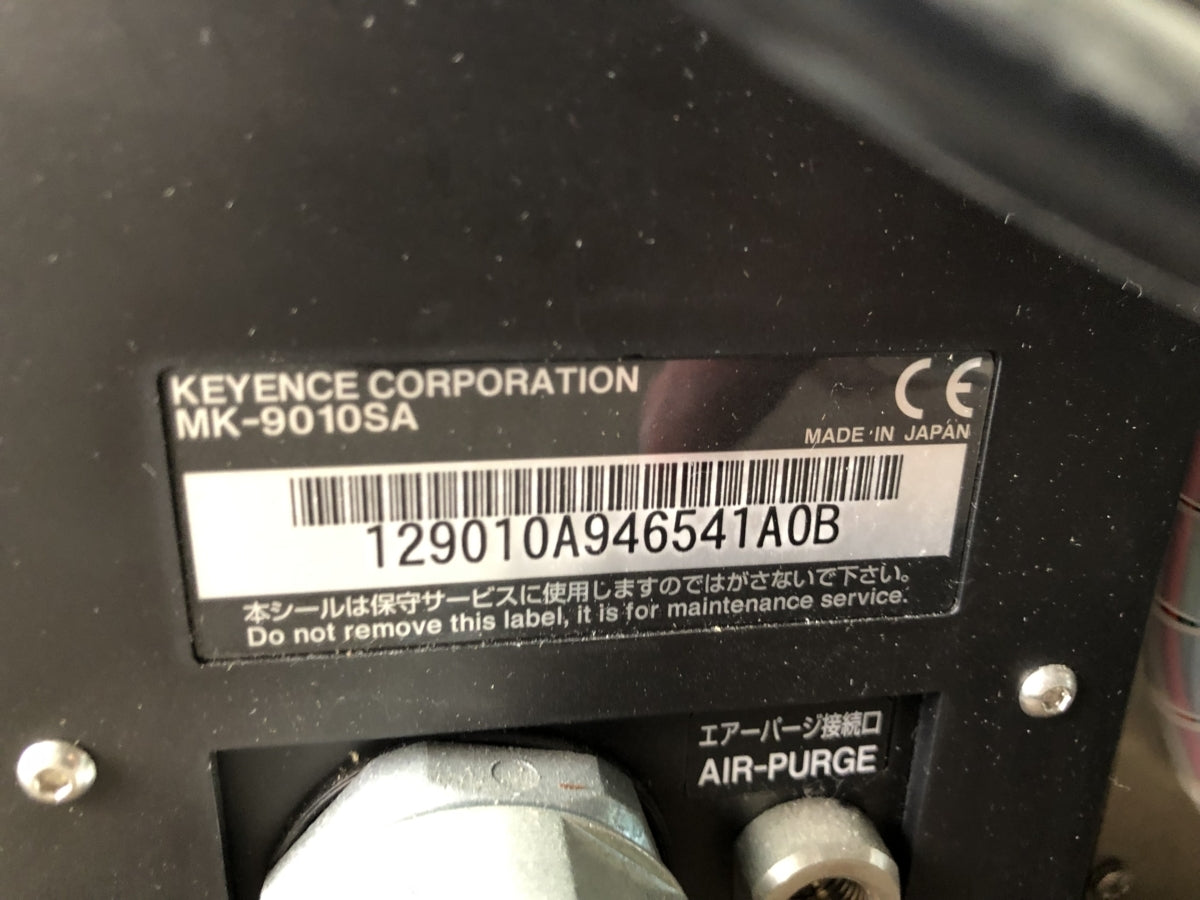 KEYENCE CORPORATION
MK-9010SA
CE
MADE IN JAPAN
129010A946541A0B
本シールは保守サービスに使用しますのではがさないで下さい。
Do not remove this label, it is for maintenance service.
エアーパージ接続口
AIR-PURGE